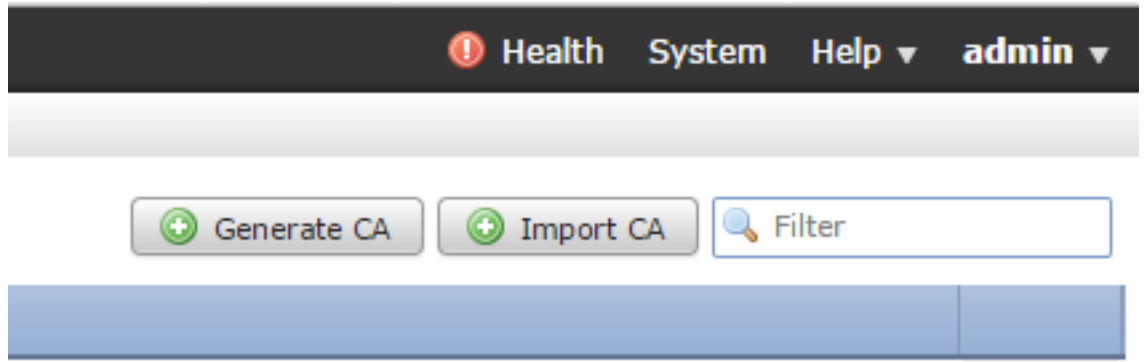 Health System Help ▼ admin ▼
Generate CA Import CA Filter